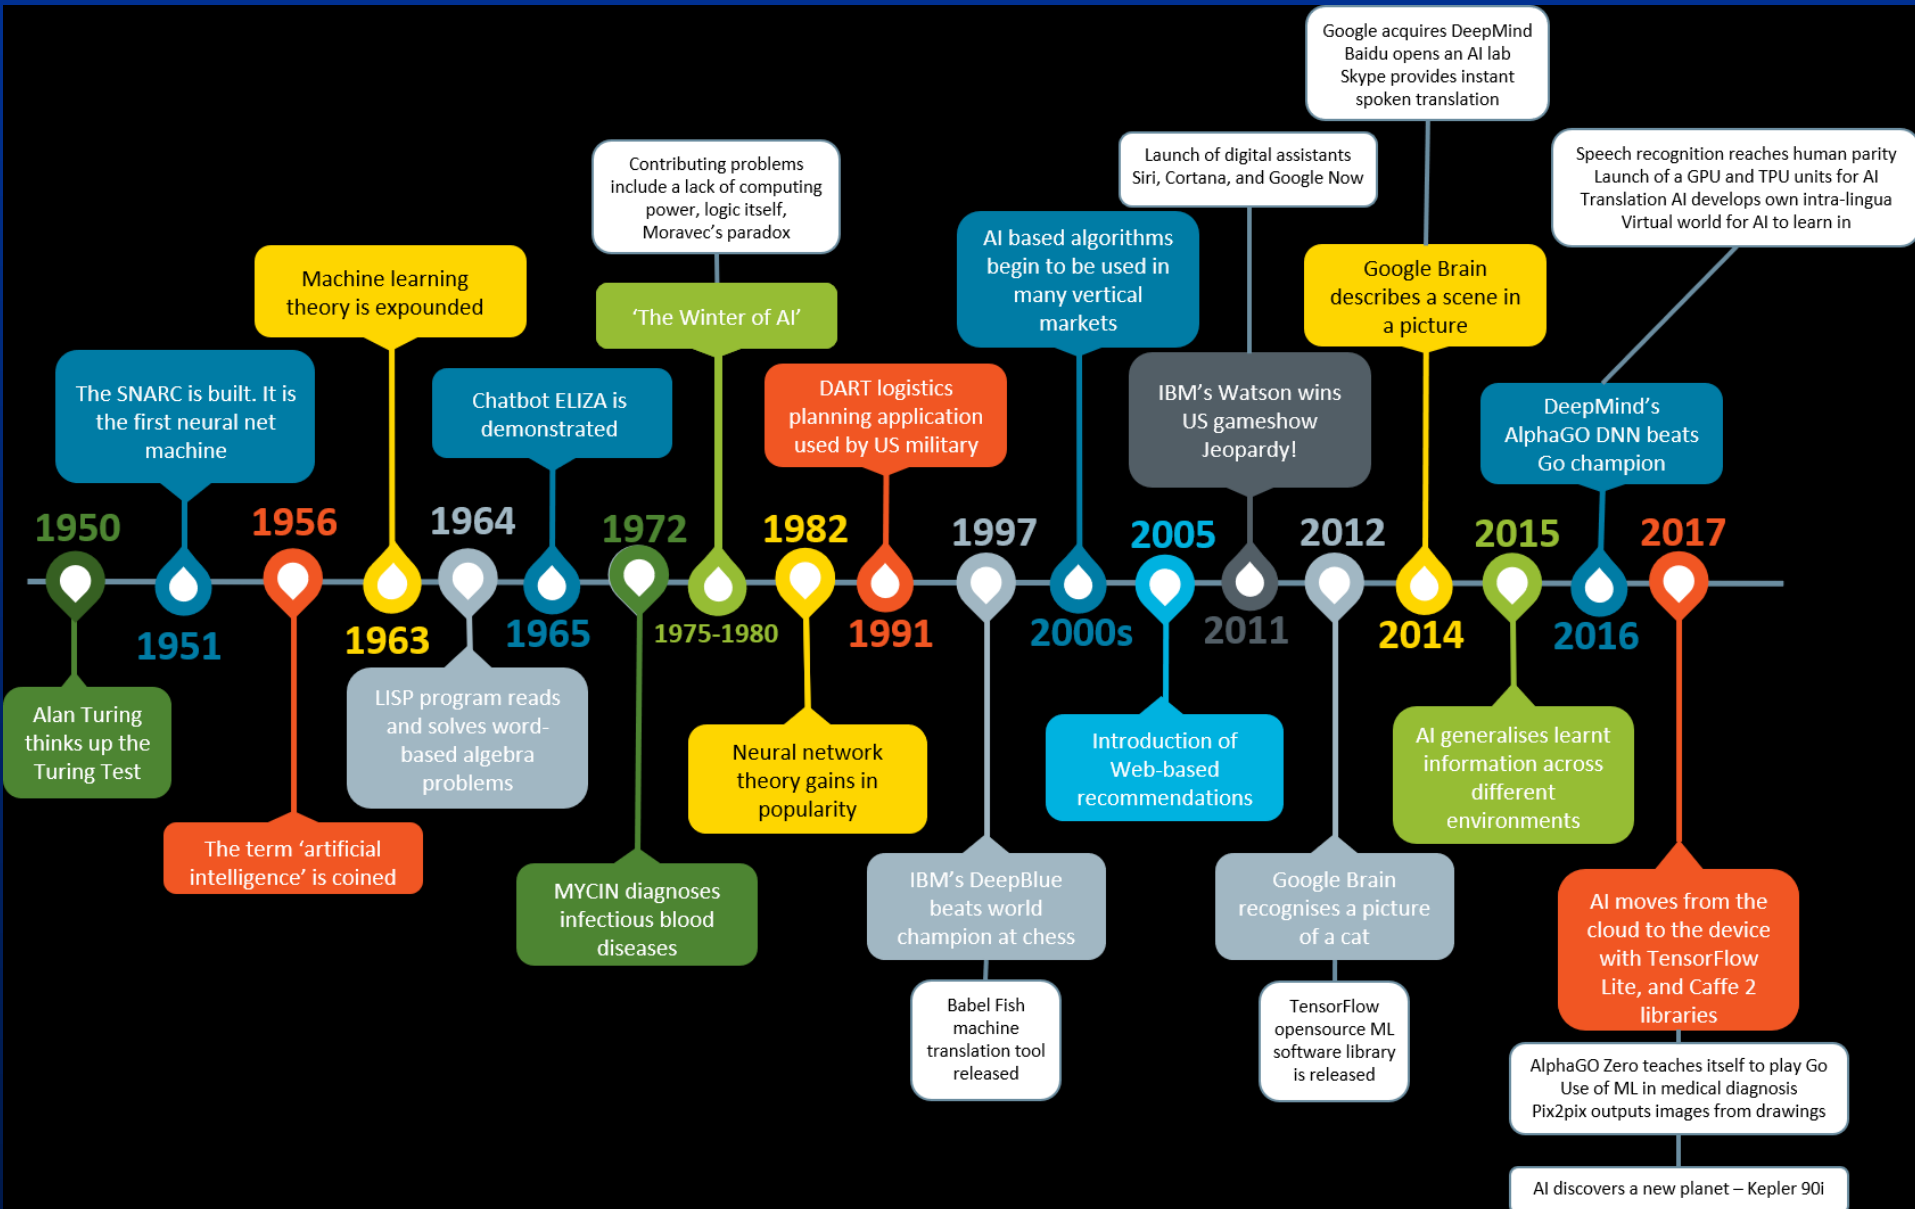 Google acquires DeepMind
Baidu opens an AI lab
Skype provides instant
spoken translation
Launch of digital assistants
Siri, Cortana, and Google Now
Speech recognition reaches human parity
Launch of a GPU and TPU units for AI
Translation AI develops own intra-lingua
Virtual world for AI to learn in
Contributing problems
include a lack of computing
power, logic itself,
Moravec's paradox
Machine learning
theory is expounded
'The Winter of AI'
AI based algorithms
begin to be used in
many vertical
markets
Google Brain
describes a scene in
a picture
The SNARC is built. It is
the first neural net
machine
Chatbot ELIZA is
demonstrated
DART logistics
planning application
used by US military
IBM's Watson wins
US gameshow
Jeopardy!
DeepMind's
AlphaGO DNN beats
Go champion
1950
1956
1964
1972
1982
1997
2005
2012
2015
2017
1951
1963
1965
1975-1980
1991
2000s
2011
2014
2016
Alan Turing
thinks up the
Turing Test
LISP program reads
and solves word-
based algebra
problems
Neural network
theory gains in
popularity
Introduction of
Web-based
recommendations
AI generalises learnt
information across
different
environments
The term 'artificial
intelligence' is coined
MYCIN diagnoses
infectious blood
diseases
IBM's DeepBlue
beats world
champion at chess
Google Brain
recognises a picture
of a cat
AI moves from the
cloud to the device
with TensorFlow
Lite, and Caffe 2
libraries
Babel Fish
machine
translation tool
released
TensorFlow
opensource ML
software library
is released
AlphaGO Zero teaches itself to play Go
Use of ML in medical diagnosis
Pix2pix outputs images from drawings
AI discovers a new planet – Kepler 90i